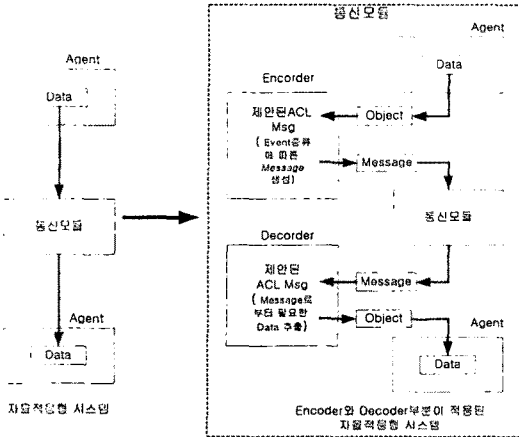 Agent
Data
통신모듈
Agent
Data
자율적응형 시스템
통신모듈
Agent
Data
Encorder
제안된ACL
Msg
( Event종류
에 따른
Message
생성)
Object
Message
통신모듈
Decorder
제안된
ACL Msg
( Message로
부터 필요한
Data 추출)
Message
Object
Agent
Data
Encoder와 Decoder부분이 적용된
자율적응형 시스템